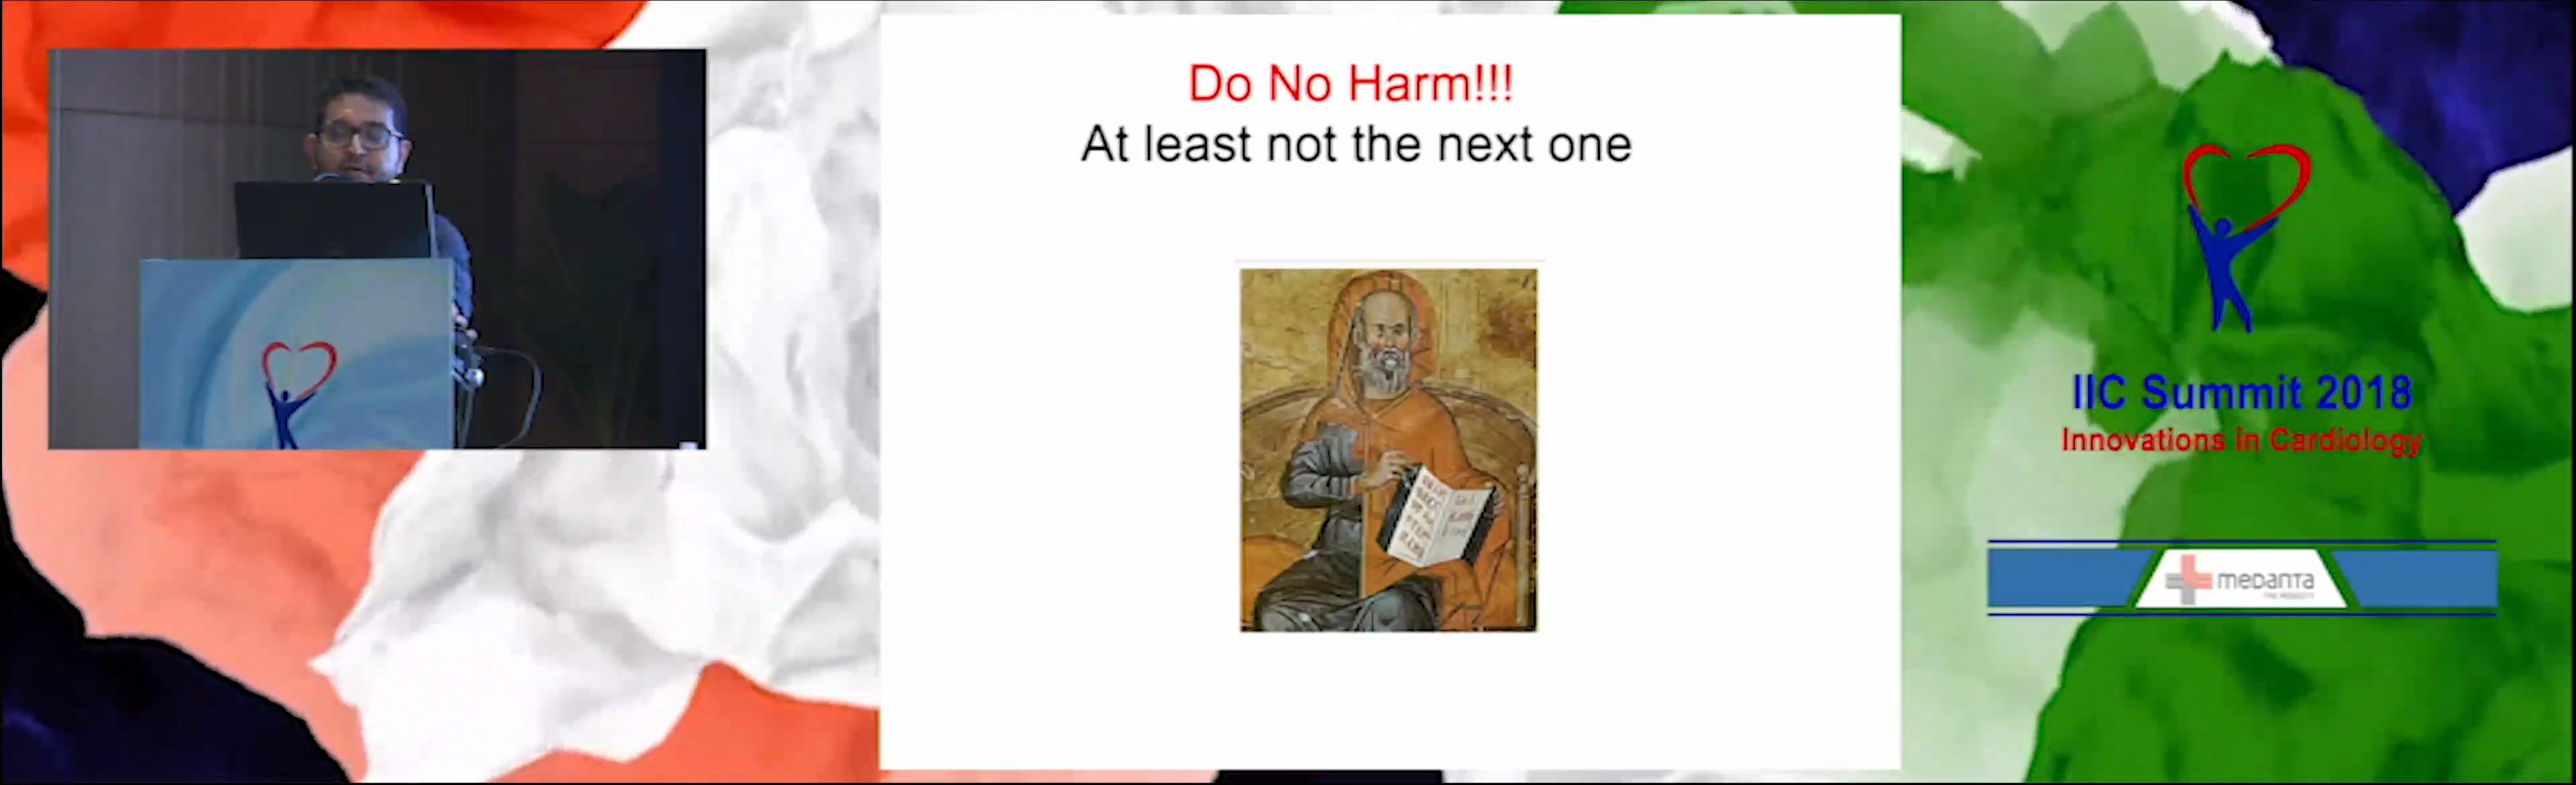 Do No Harm!!!
At least not the next one
IIC Summit 2018
Innovations in Cardiology
medanta